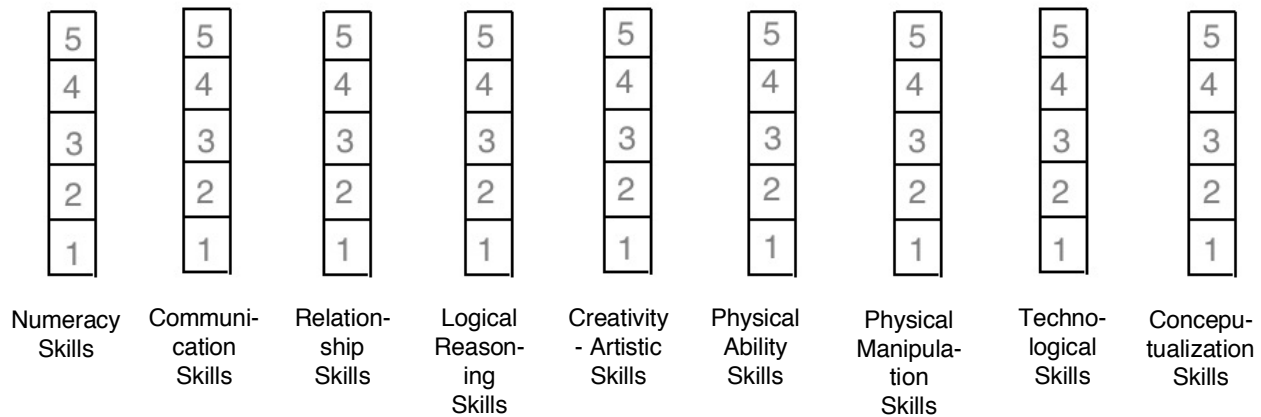 5 5 5 5 5 5 5 5 5
4 4 4 4 4 4 4 4 4
3 3 3 3 3 3 3 3 3
2 2 2 2 2 2 2 2 2
1 1 1 1 1 1 1 1 1
Numeracy
Skills
Communi-
cation
Skills
Relation-
ship
Skills
Logical
Reason-
ing
Skills
Creativity
- Artistic
Skills
Physical
Ability
Skills
Physical
Manipula-
tion
Skills
Techno-
logical
Skills
Concepu-
tualization
Skills